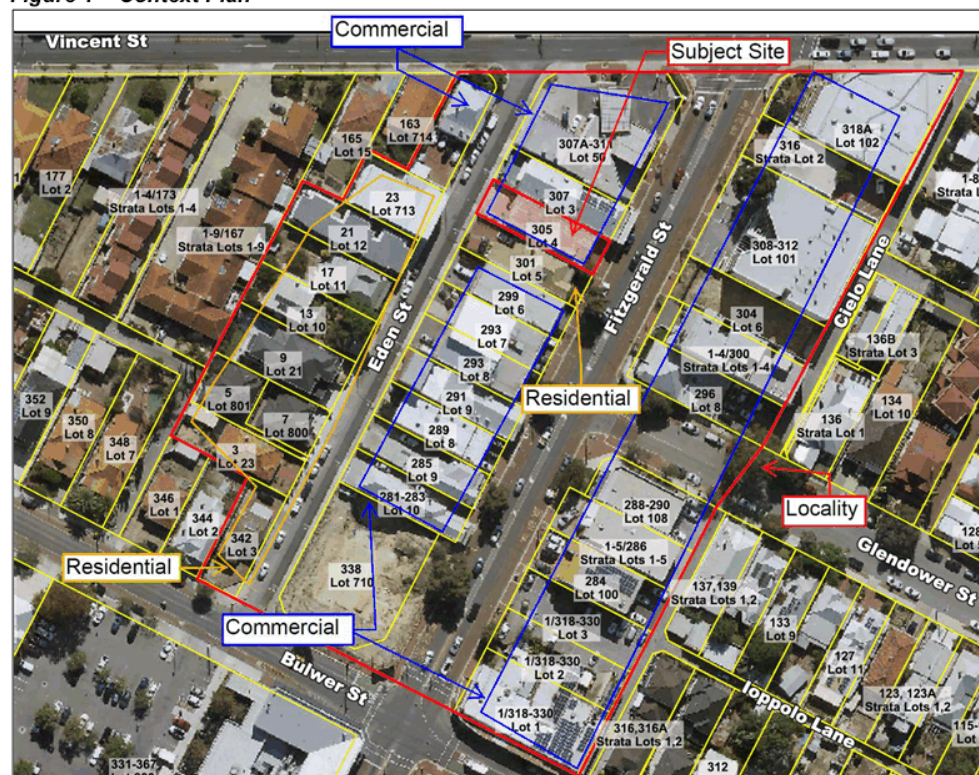 Figure 1 – Context Plan
Vincent St
Commercial
Subject Site
163
Lot 714
165
Lot 15
177
Lot 2
1-4/173
Strata Lots 1-4
23
Lot 713
1-9/167
Strata Lots 1-9
21
Lot 12
17
Lot 11
13
Lot 10
9
Lot 21
5
Lot 801
7
Lot 800
3
Lot 23
352
Lot 9
350
Lot 8
348
Lot 7
346
Lot 1
344
Lot 2
342
Lot 3
Residential
Eden St
307A-311
Lot 50
307
Lot 3
305
Lot 4
301
Lot 5
299
Lot 6
293
Lot 7
293
Lot 8
291
Lot 9
289
Lot 8
285
Lot 9
281-283
Lot 10
338
Lot 710
Commercial
Residential
Fitzgerald St
318A
Lot 102
316
Strata Lot 2
308-312
Lot 101
304
Lot 6
1-4/300
Strata Lots 1-4
296
Lot 8
Cielo Lane
1-8
Strata L
136B
Strata Lot 3
134
Lot 10
136
Strata Lot 1
Locality
128
Lot
Glendower St
288-290
Lot 108
1-5/286
Strata Lots 1-5
284
Lot 100
1/318-330
Lot 3
1/318-330
Lot 2
1/318-330
Lot 1
137,139
Strata Lots 1,2,
133
Lot 9
127
Lot 11
123, 123A
Strata Lots 1,2
115-
Lot
Ioppolo Lane
316,316A
Strata Lots 1,2
312
Bulwer St
331-367